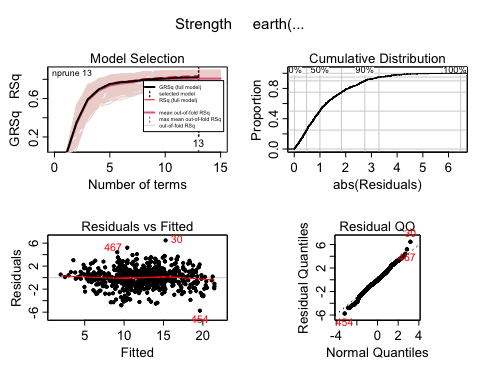 Strength earth(...
Model Selection
nprune 13
GRSq (full model)
selected model
RSq (full model)
mean out-of-fold RSq
max mean out-of-fold RSq
out-of-fold RSq
13
0.2 0.6
GRSq RSq
0 5 10 15
Number of terms
Cumulative Distribution
0% 50% 90% 100%
0.0 0.4 0.8
Proportion
0 1 2 3 4 5 6
abs(Residuals)
Residuals vs Fitted
467 30
454
-6 -2 2 6
Residuals
5 10 15 20
Fitted
Residual QQ
30
467
454
-6 -2 2 6
Residual Quantiles
-4 0 2 4
Normal Quantiles